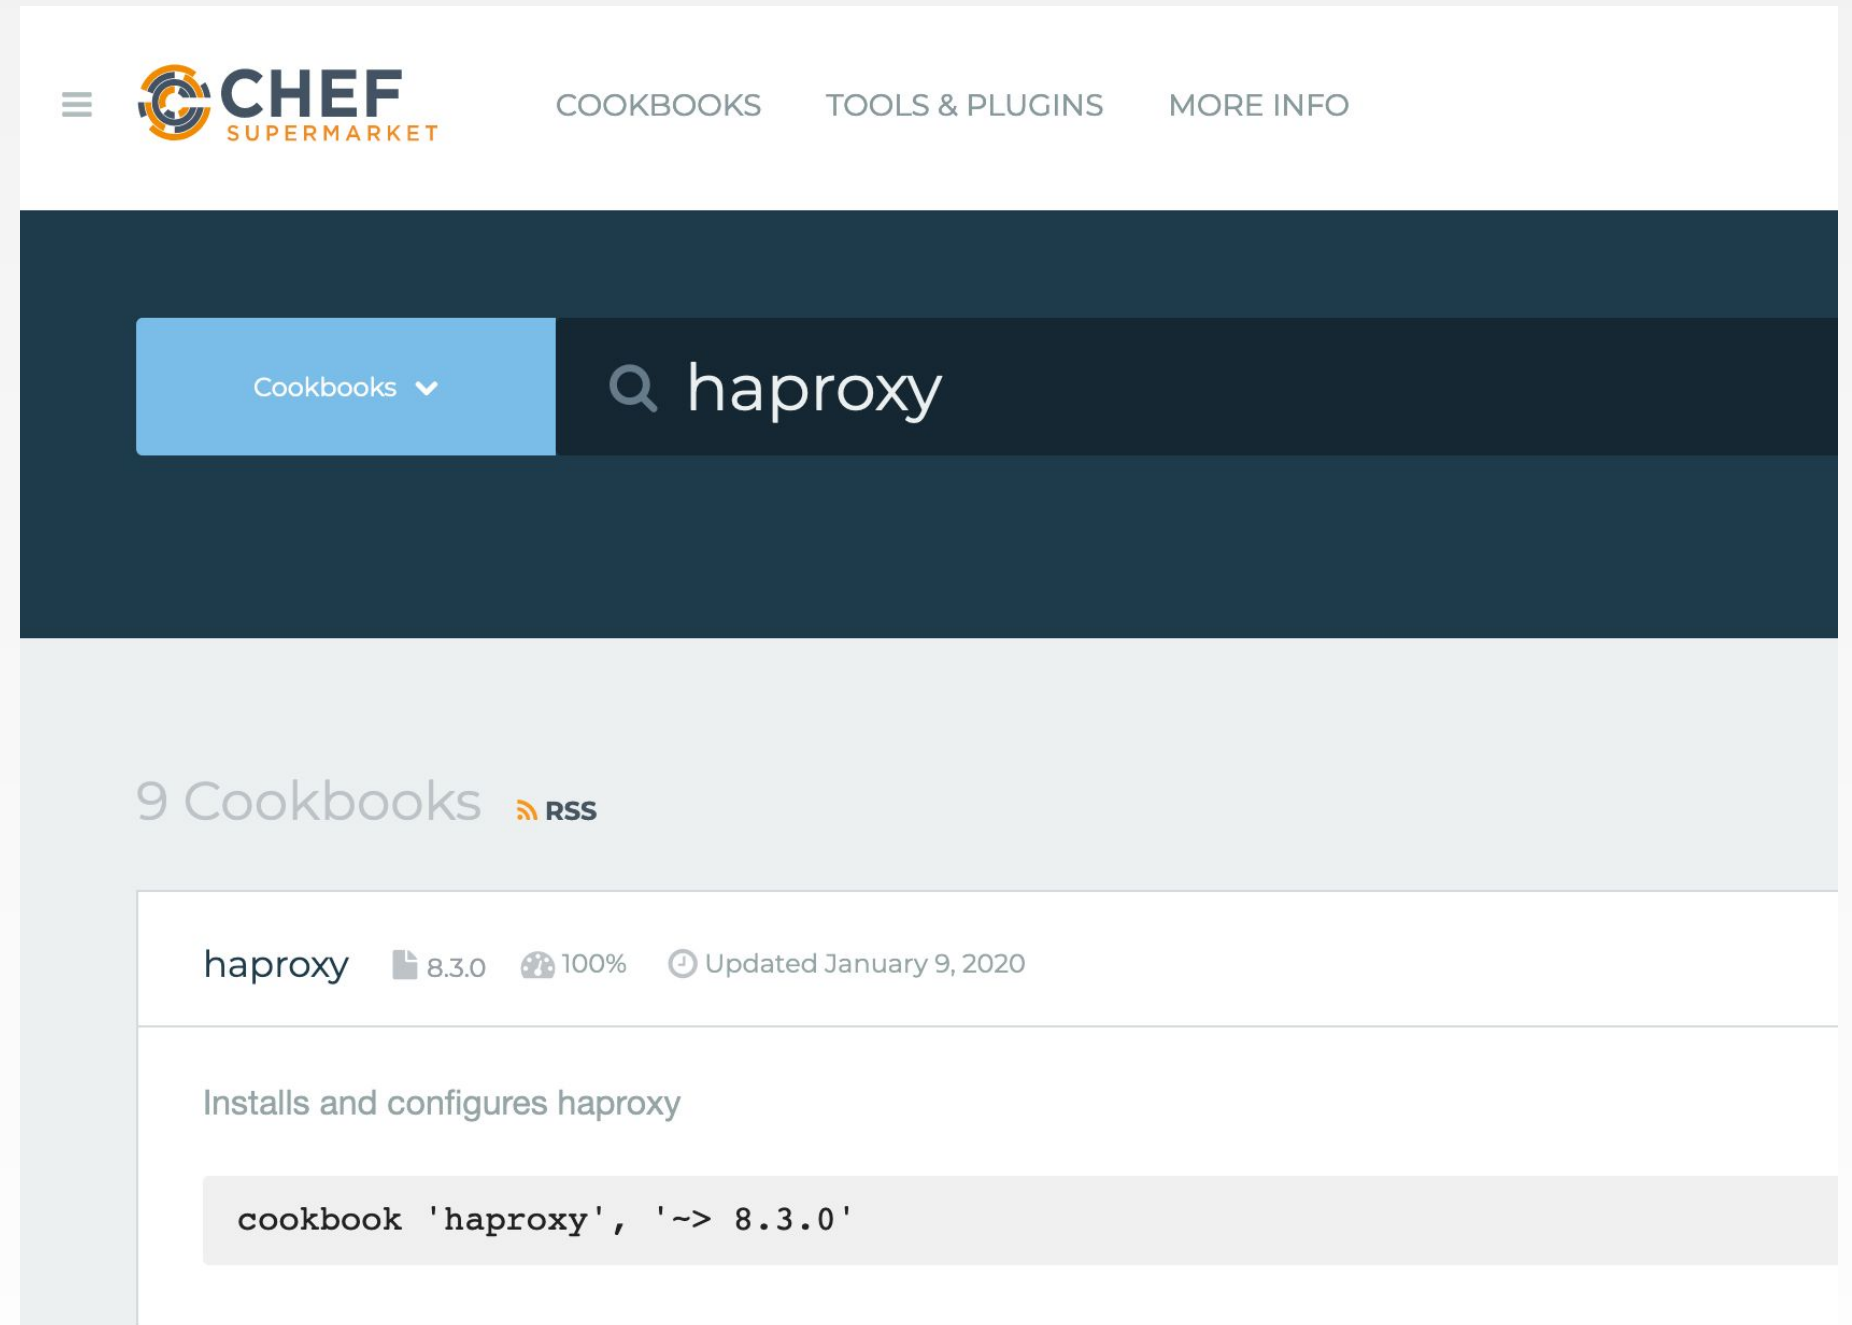 CHEF
SUPERMARKET
COOKBOOKS TOOLS & PLUGINS MORE INFO
Cookbooks haproxy
9 Cookbooks RSS
haproxy 8.3.0 100% Updated January 9, 2020
Installs and configures haproxy
cookbook 'haproxy', '~> 8.3.0'